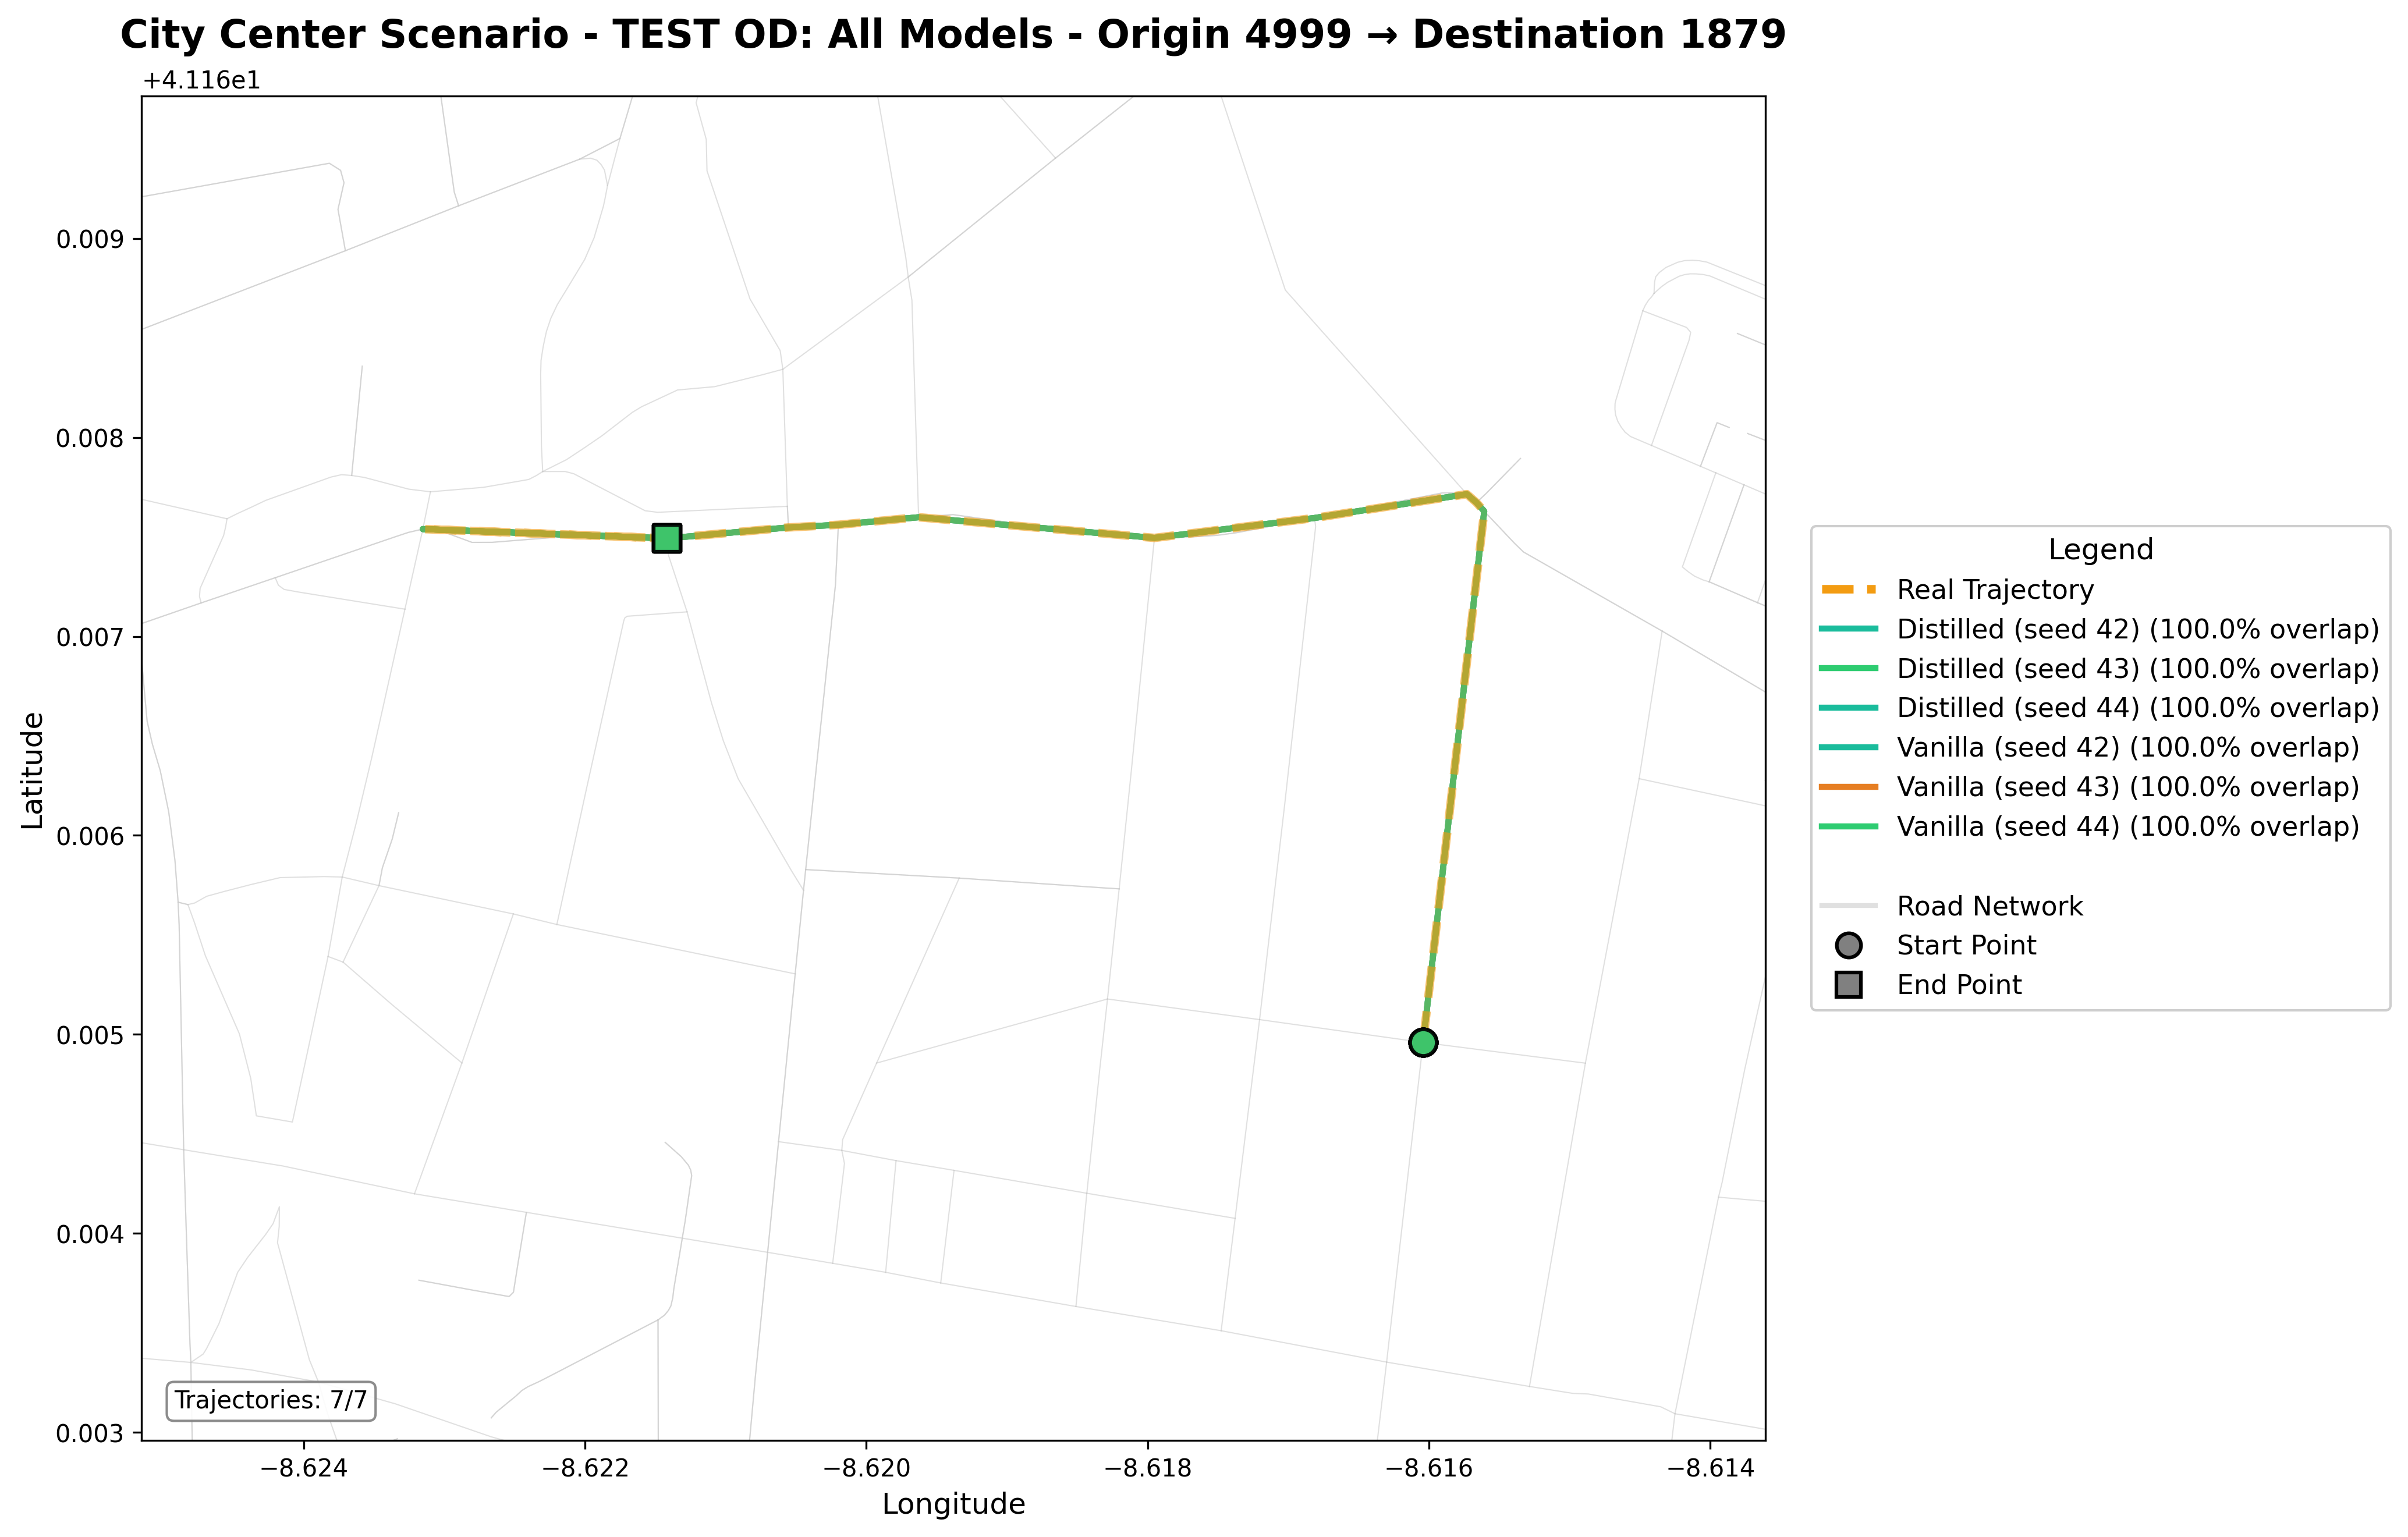 City Center Scenario - TEST OD: All Models - Origin 4999 → Destination 1879
+4.116e1
0.009
0.008
0.007
0.006
0.005
0.004
0.003
Latitude
−8.624
−8.622
−8.620
−8.618
−8.616
−8.614
Longitude
Trajectories: 7/7
Legend
Real Trajectory
Distilled (seed 42) (100.0% overlap)
Distilled (seed 43) (100.0% overlap)
Distilled (seed 44) (100.0% overlap)
Vanilla (seed 42) (100.0% overlap)
Vanilla (seed 43) (100.0% overlap)
Vanilla (seed 44) (100.0% overlap)
Road Network
Start Point
End Point